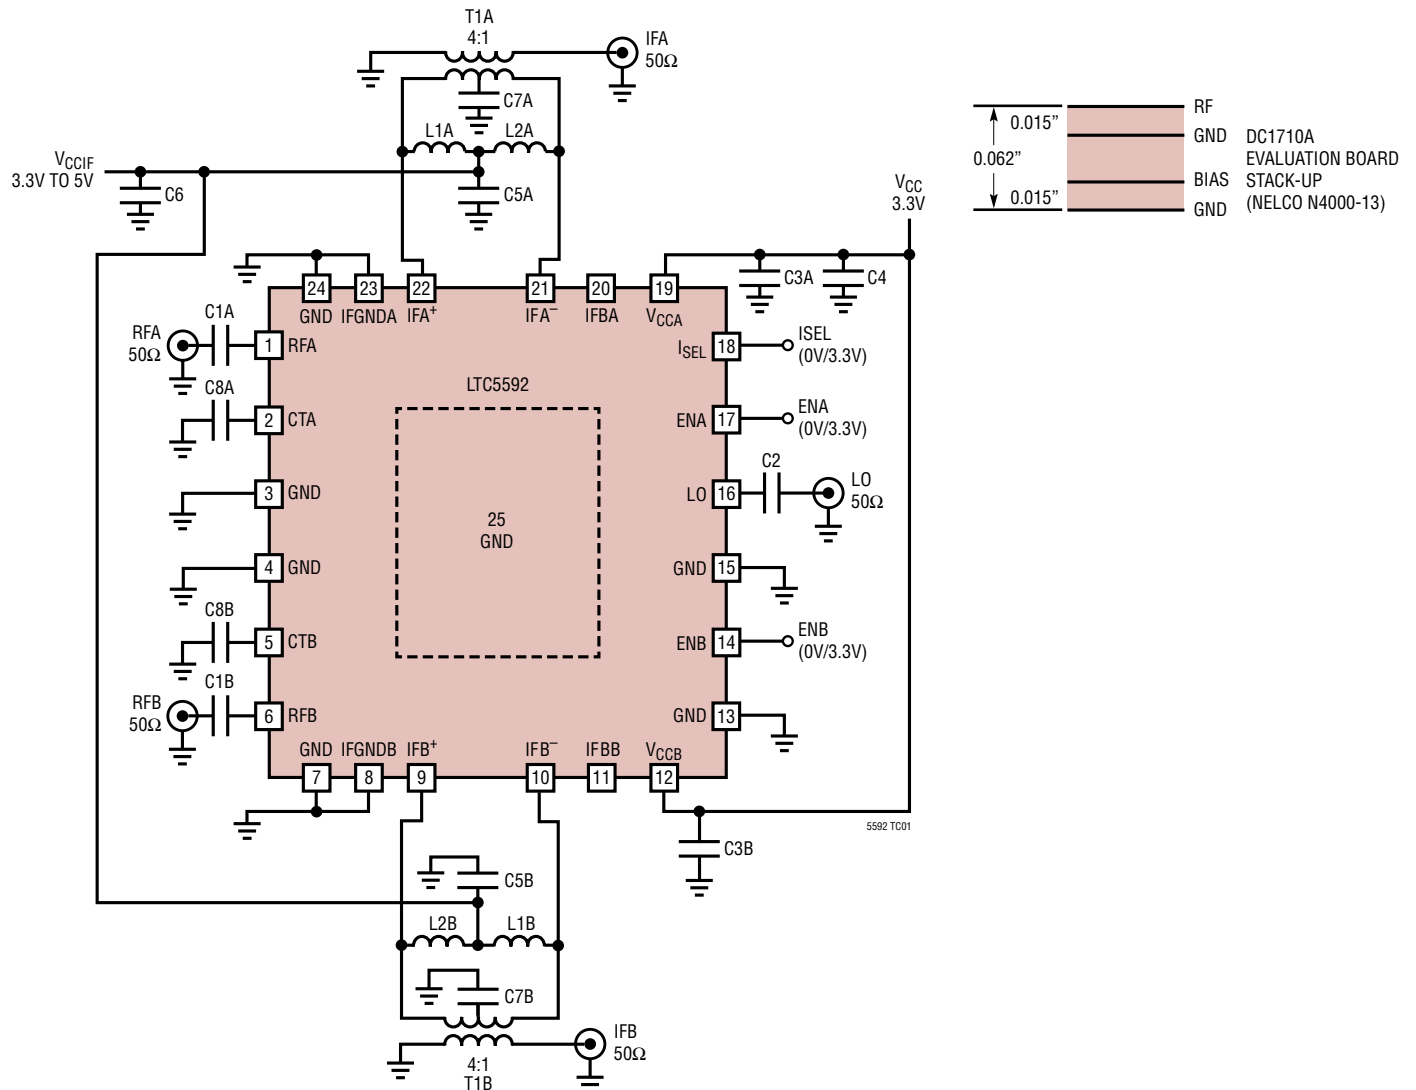 T1A
4:1
IFA
50Ω
C7A
L1A
L2A
VCCIF
3.3V TO 5V
C6
C5A
RF
0.015”
GND
0.062”
BIAS
0.015”
GND
DC1710A
EVALUATION BOARD
STACK-UP
(NELCO N4000-13)
VCC
3.3V
C3A
C4
24
23
22
21
20
19
GND
IFGNDA
IFA+
IFA–
IFBA
VCCA
RFA
50Ω
C1A
1
RFA
C8A
2
CTA
3
GND
4
GND
C8B
5
CTB
RFB
50Ω
C1B
6
RFB
LTC5592
25
GND
ISEL
18
ISEL
(0V/3.3V)
ENA
17
ENA
(0V/3.3V)
LO
16
C2
LO
50Ω
GND
15
ENB
14
ENB
(0V/3.3V)
GND
13
GND
IFGNDB
IFB+
IFB–
IFBB
VCCB
7
8
9
10
11
12
5592 TC01
C3B
C5B
L2B
L1B
C7B
IFB
50Ω
4:1
T1B